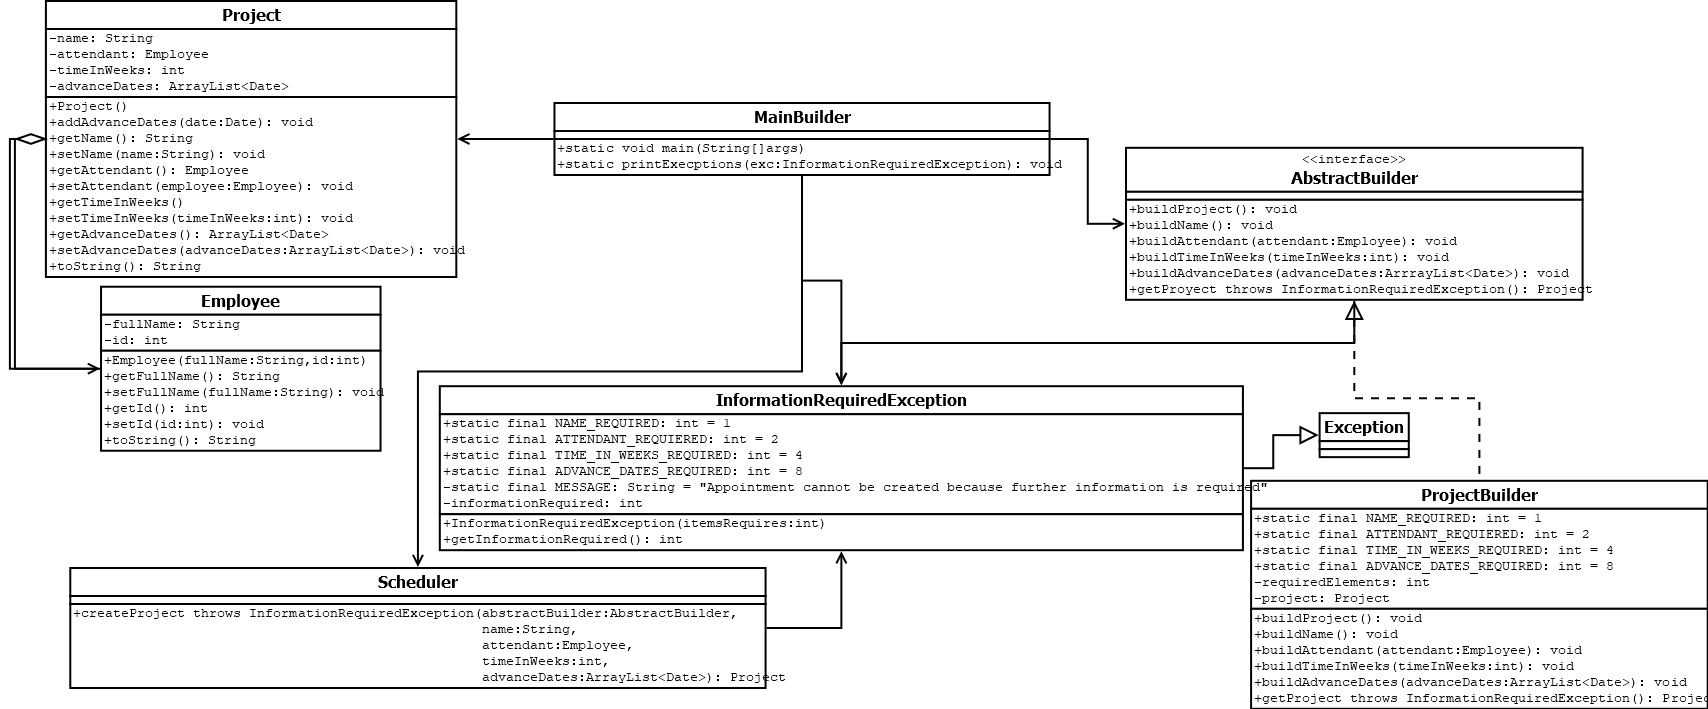 Project
-name: String
-attendant: Employee
-timeInWeeks: int
-advanceDates: ArrayList<Date>
+Project()
+addAdvanceDates(date:Date): void
+getName(): String
+setName(name:String): void
+getAttendant(): Employee
+setAttendant(employee:Employee): void
+getTimeInWeeks()
+setTimeInWeeks(timeInWeeks:int): void
+getAdvanceDates(): ArrayList<Date>
+setAdvanceDates(advanceDates:ArrayList<Date>): void
+toString(): String
Employee
-fullName: String
-id: int
+Employee(fullName:String,id:int)
+getFullName(): String
+setFullName(fullName:String): void
+getId(): int
+setId(id:int): void
+toString(): String
MainBuilder
+static void main(String[]args)
+static printExecptions(exc:InformationRequiredException): void
<<interface>>
AbstractBuilder
+buildProject(): void
+buildName(): void
+buildAttendant(attendant:Employee): void
+buildTimeInWeeks(timeInWeeks:int): void
+buildAdvanceDates(advanceDates:ArrrayList<Date>): void
+getProyect throws InformationRequiredException(): Project
InformationRequiredException
+static final NAME_REQUIRED: int = 1
+static final ATTENDANT_REQUIERED: int = 2
+static final TIME_IN_WEEKS_REQUIRED: int = 4
+static final ADVANCE_DATES_REQUIRED: int = 8
-static final MESSAGE: String = "Appointment cannot be created because further information is required"
-informationRequired: int
+InformationRequiredException(itemsRequires:int)
+getInformationRequired(): int
Exception
Scheduler
+createProject throws InformationRequiredException(abstractBuilder:AbstractBuilder,
name:String,
attendant:Employee,
timeInWeeks:int,
advanceDates:ArrayList<Date>): Project
ProjectBuilder
+static final NAME_REQUIRED: int = 1
+static final ATTENDANT_REQUIERED: int = 2
+static final TIME_IN_WEEKS_REQUIRED: int = 4
+static final ADVANCE_DATES_REQUIRED: int = 8
-requiredElements: int
-project: Project
+buildProject(): void
+buildName(): void
+buildAttendant(attendant:Employee): void
+buildTimeInWeeks(timeInWeeks:int): void
+buildAdvanceDates(advanceDates:ArrayList<Date>): void
+getProject throws InformationRequiredException():